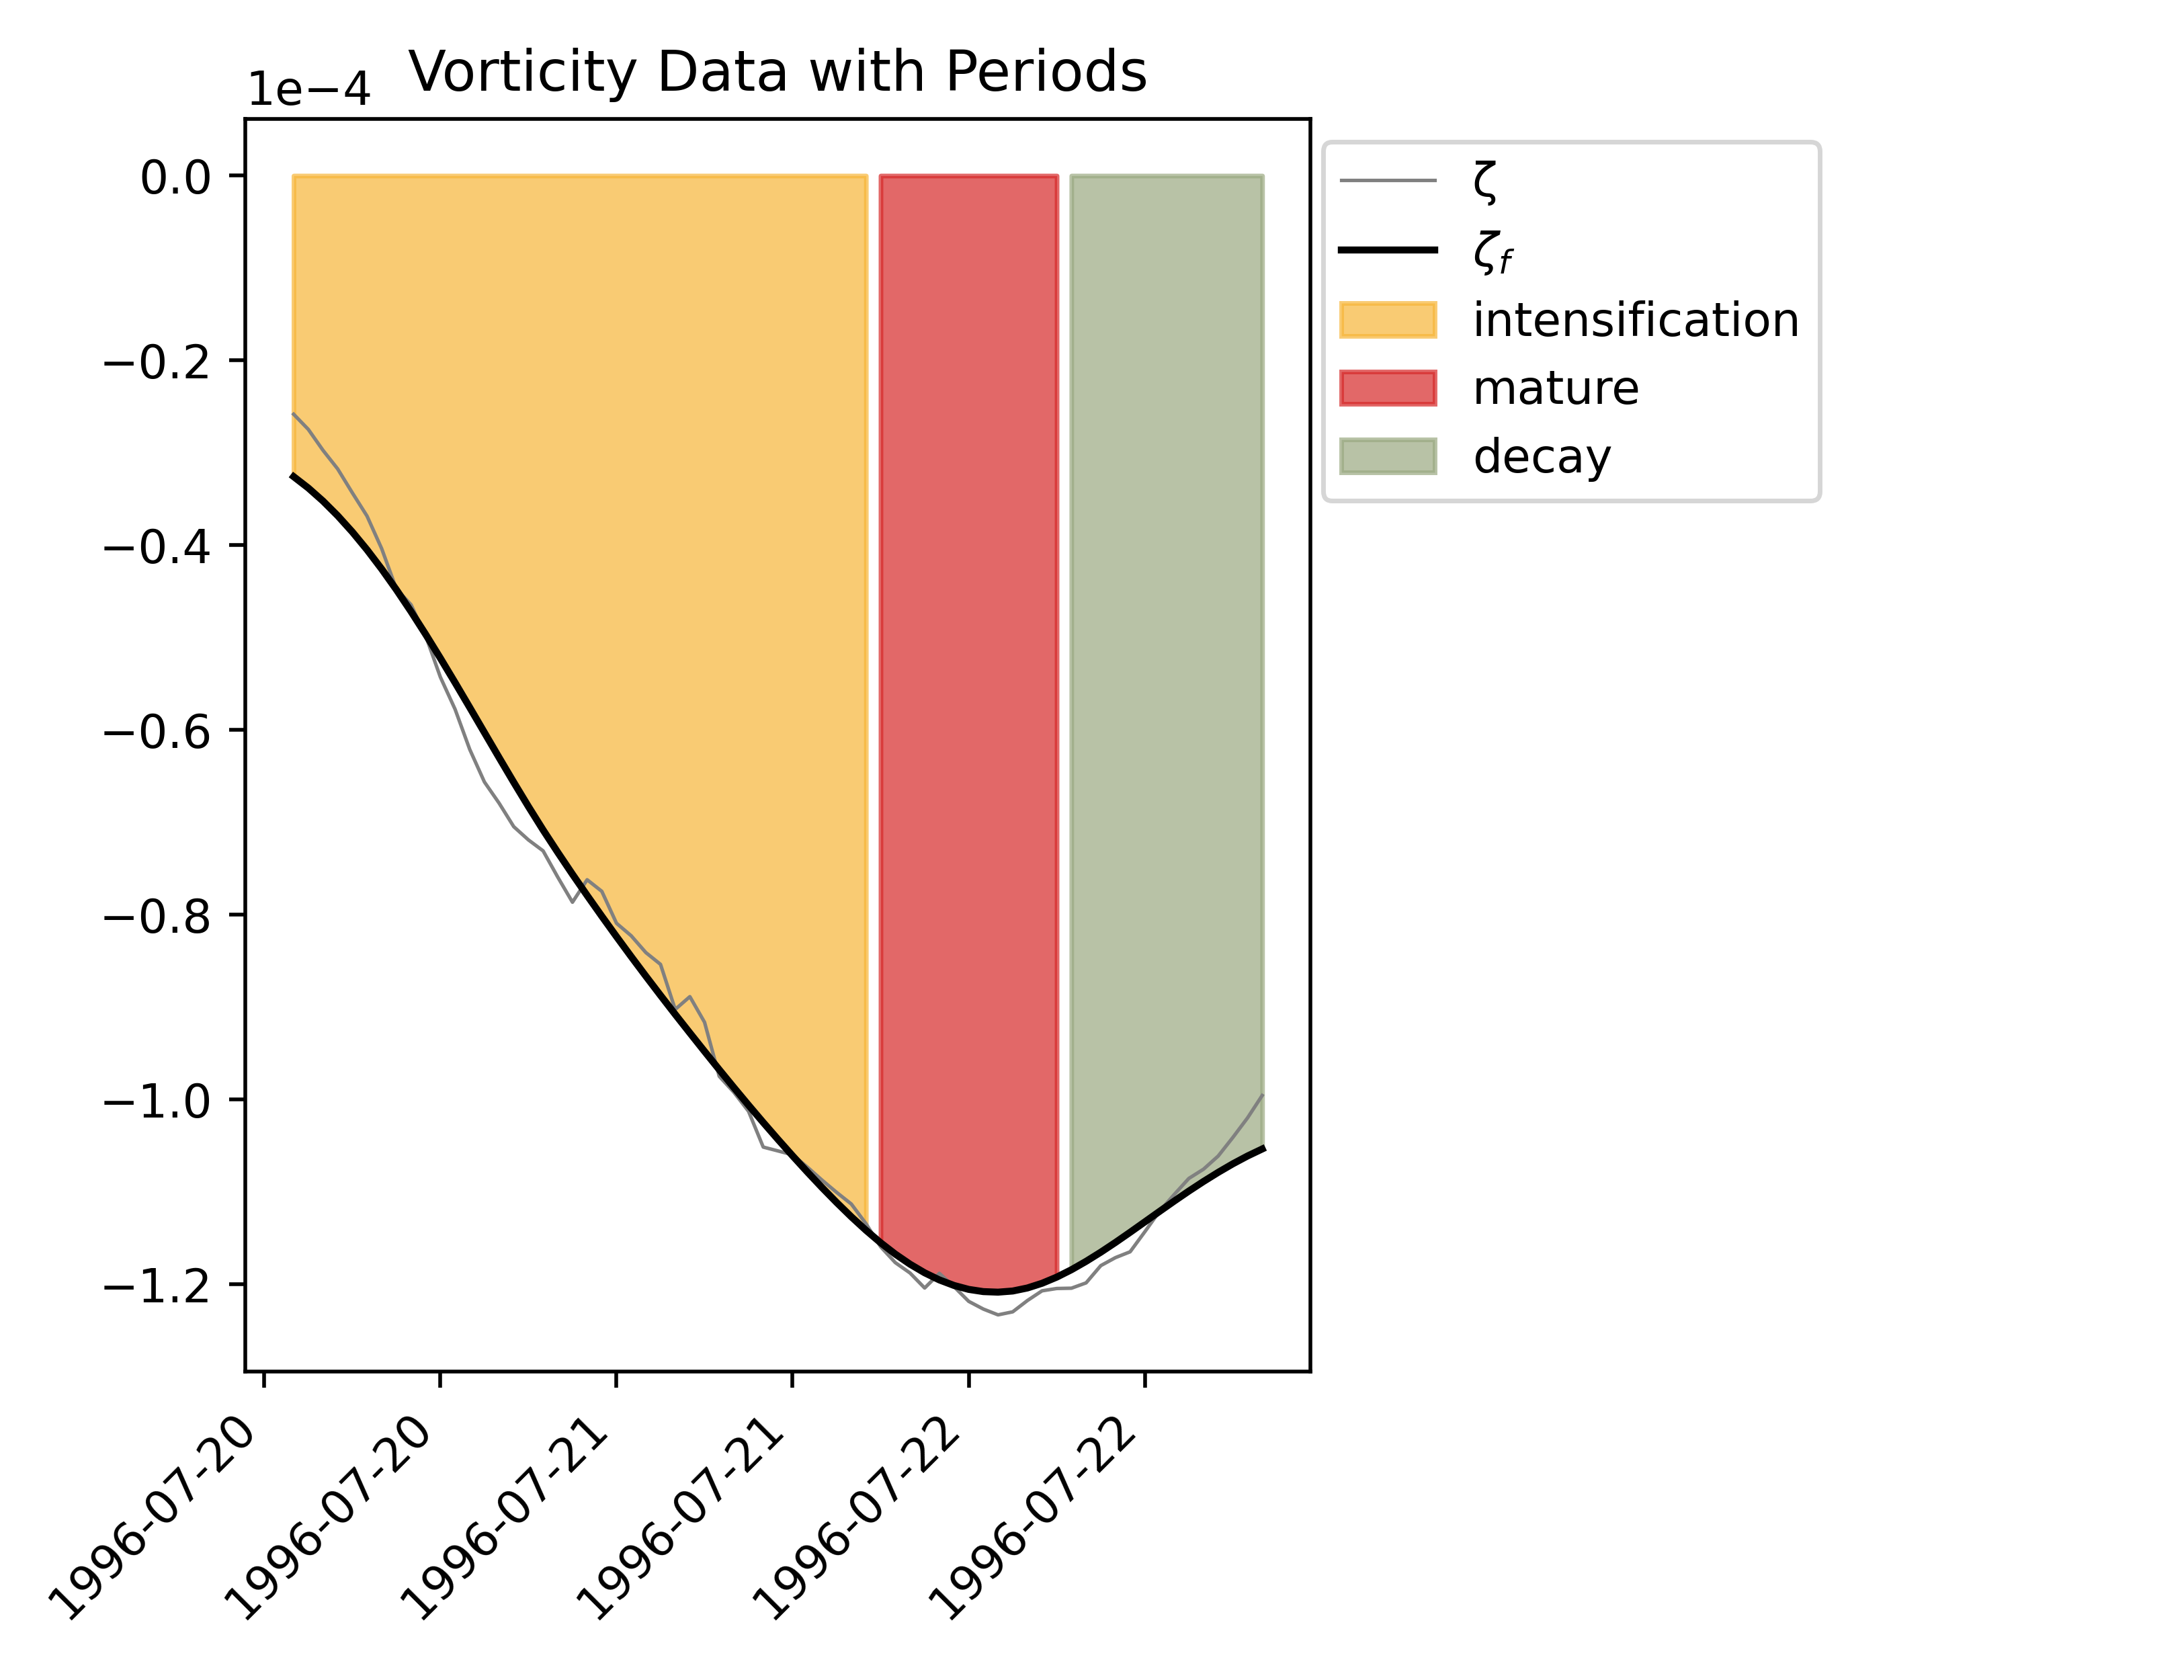 Vorticity Data with Periods
1e−4
0.0
−0.2
−0.4
−0.6
−0.8
−1.0
−1.2
1996-07-20
1996-07-20
1996-07-21
1996-07-21
1996-07-22
1996-07-22
ζ
ζf
intensification
mature
decay